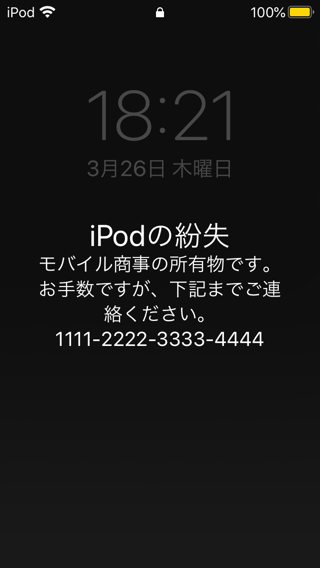 iPod 100%
18:21
3月26日 木曜日
iPodの紛失
モバイル商事の所有物です。
お手数ですが、下記までご連
絡ください。
1111-2222-3333-4444